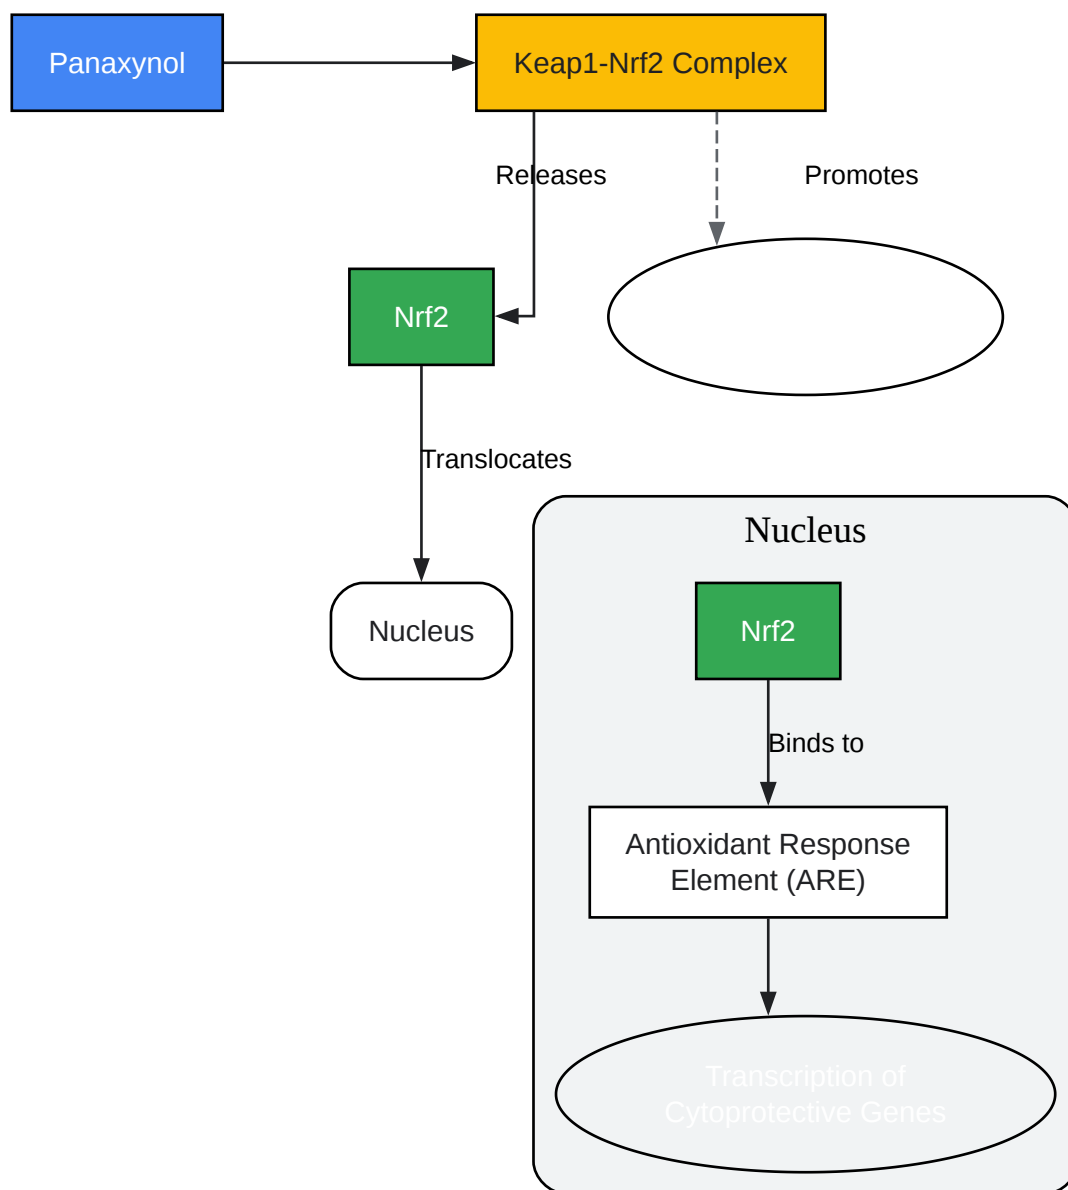 Panaxynol
Keap1-Nrf2 Complex
Releases
Promotes
Nrf2
Translocates
Nucleus
Nucleus
Nrf2
Binds to
Antioxidant Response
Element (ARE)
Transcription of
Cytoprotective Genes